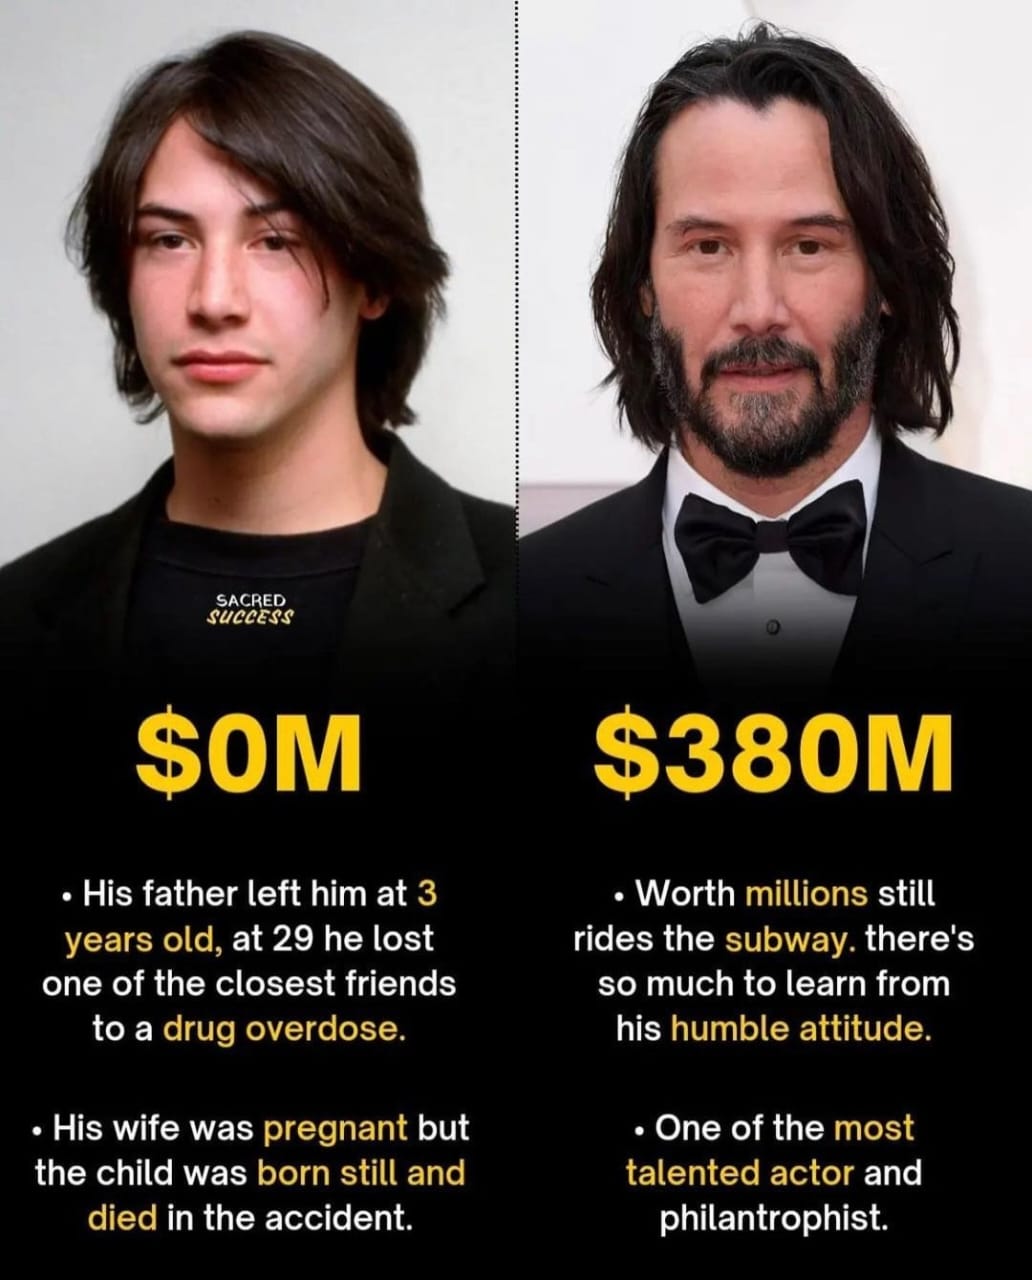 SACRED
SUCCESS
$0M
• His father left him at 3
years old, at 29 he lost
one of the closest friends
to a drug overdose.
• His wife was pregnant but
the child was born still and
died in the accident.
$380M
• Worth millions still
rides the subway. there's
so much to learn from
his humble attitude.
• One of the most
talented actor and
philantrophist.